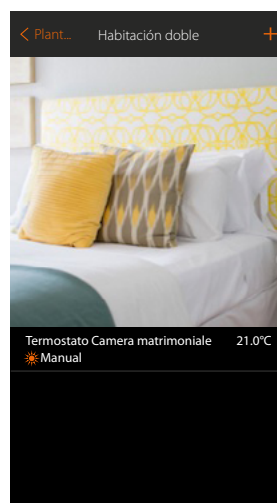 Plant... Habitación doble +
Termostato Camera matrimoniale 21.0°C
Manual